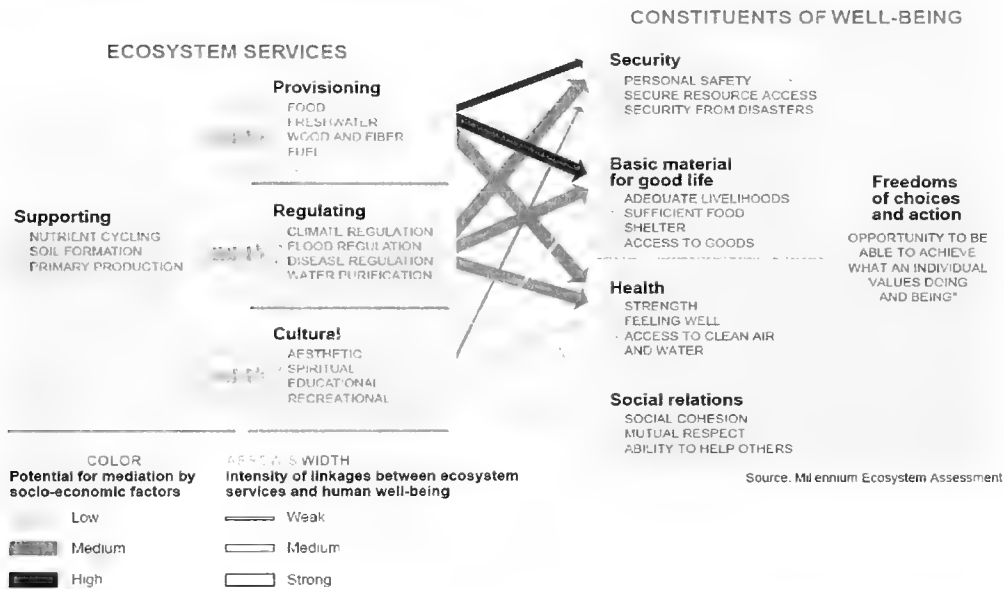 CONSTITUENTS OF WELL-BEING
ECOSYSTEM SERVICES
Provisioning
FOOD
FRESHWATER
WOOD AND FIBER
FUEL
Supporting
NUTRIENT CYCLING
SOIL FORMATION
PRIMARY PRODUCTION
Regulating
CLIMATE REGULATION
FLOOD REGULATION
DISEASE REGULATION
WATER PURIFICATION
Cultural
AESTHETIC
SPIRITUAL
EDUCATIONAL
RECREATIONAL
Security
PERSONAL SAFETY
SECURE RESOURCE ACCESS
SECURITY FROM DISASTERS
Basic material
for good life
ADEQUATE LIVELIHOODS
SUFFICIENT FOOD
SHELTER
ACCESS TO GOODS
Health
STRENGTH
FEELING WELL
ACCESS TO CLEAN AIR
AND WATER
Social relations
SOCIAL COHESION
MUTUAL RESPECT
ABILITY TO HELP OTHERS
Freedoms
of choices
and action
OPPORTUNITY TO BE
ABLE TO ACHIEVE
WHAT AN INDIVIDUAL
VALUES DOING
AND BEING"
Source. Millennium Ecosystem Assessment
COLOR
Potential for mediation by
socio-economic factors
Low
Medium
High
WIDTH
Intensity of linkages between ecosystem
services and human well-being
Weak
Medium
Strong